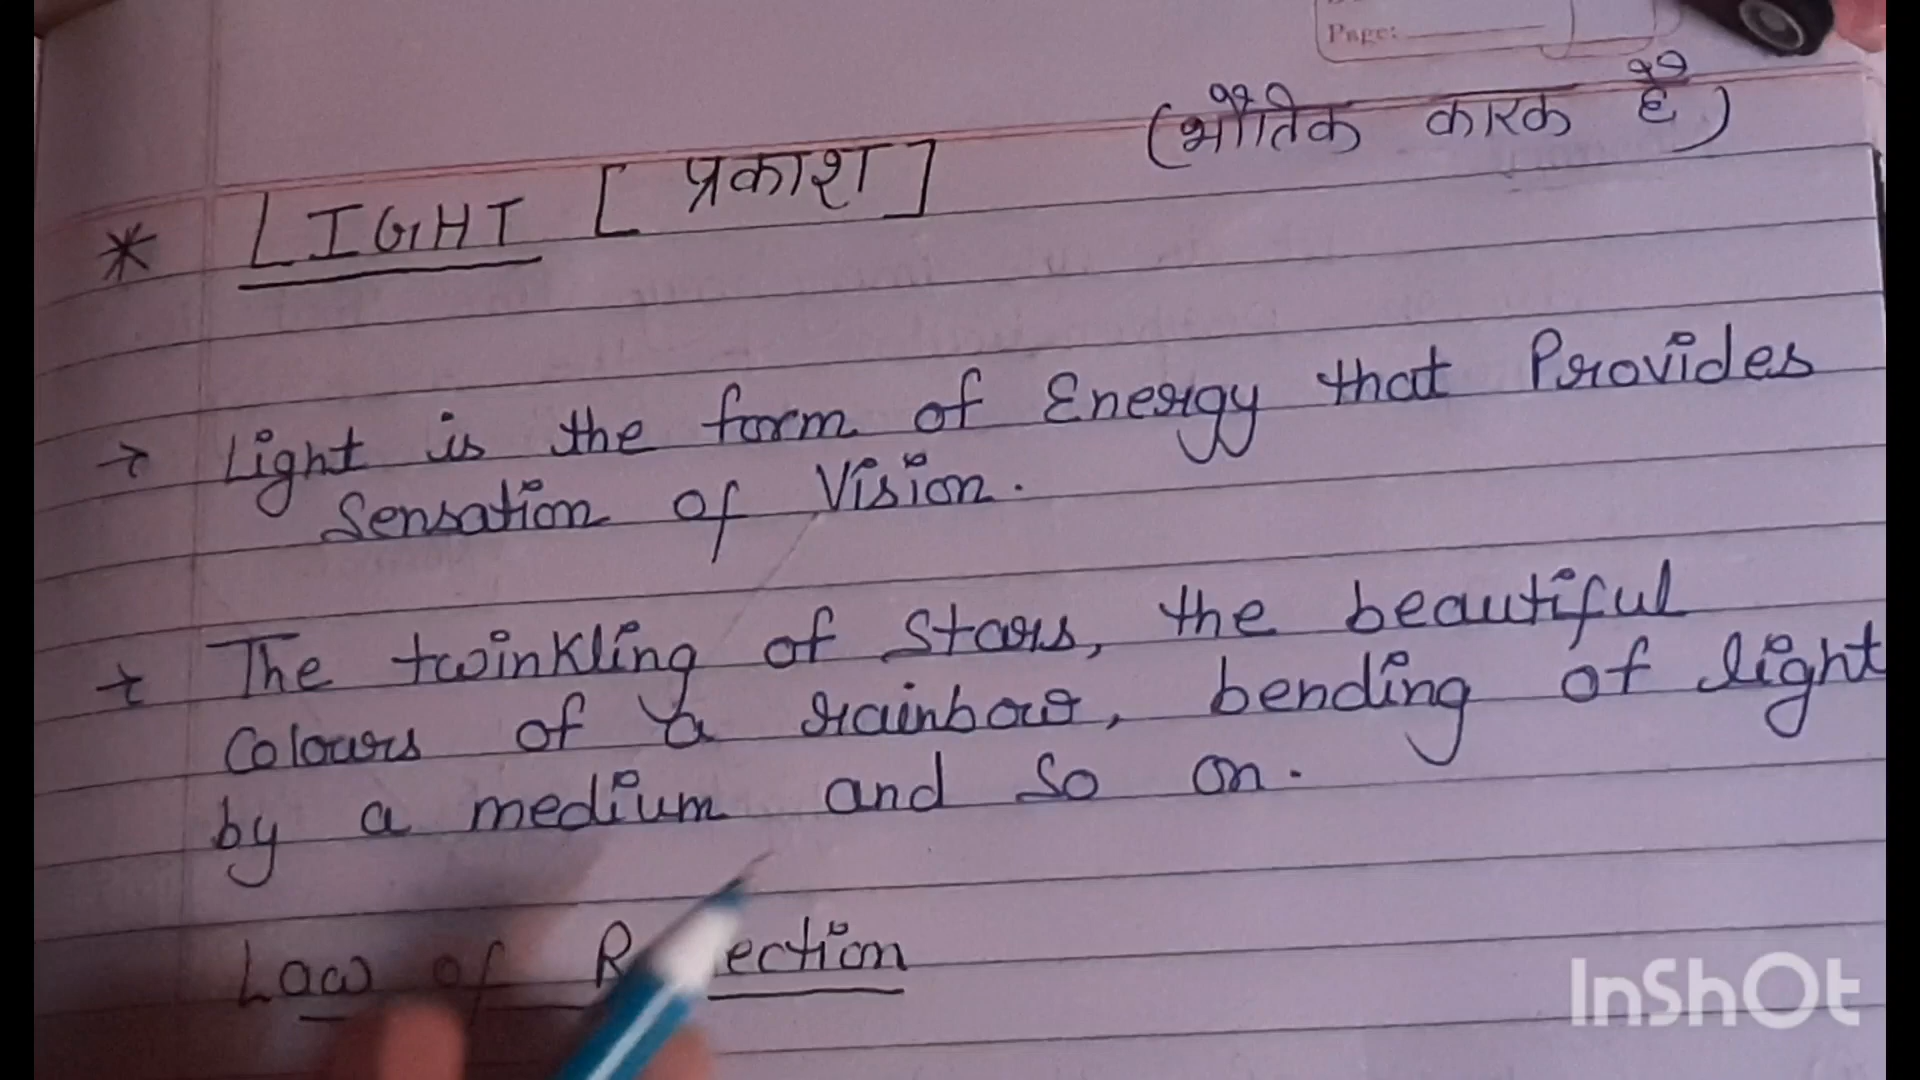 Page:
(भौतिक कारक है)
* LIGHT [ प्रकाश ]
→ Light is the form of Energy that Provides
Sensation of Vision.
→ The twinkling of Stars, the beautiful
Colours of a rainbow, bending of light
by a medium and so on.
Law of
InShOt